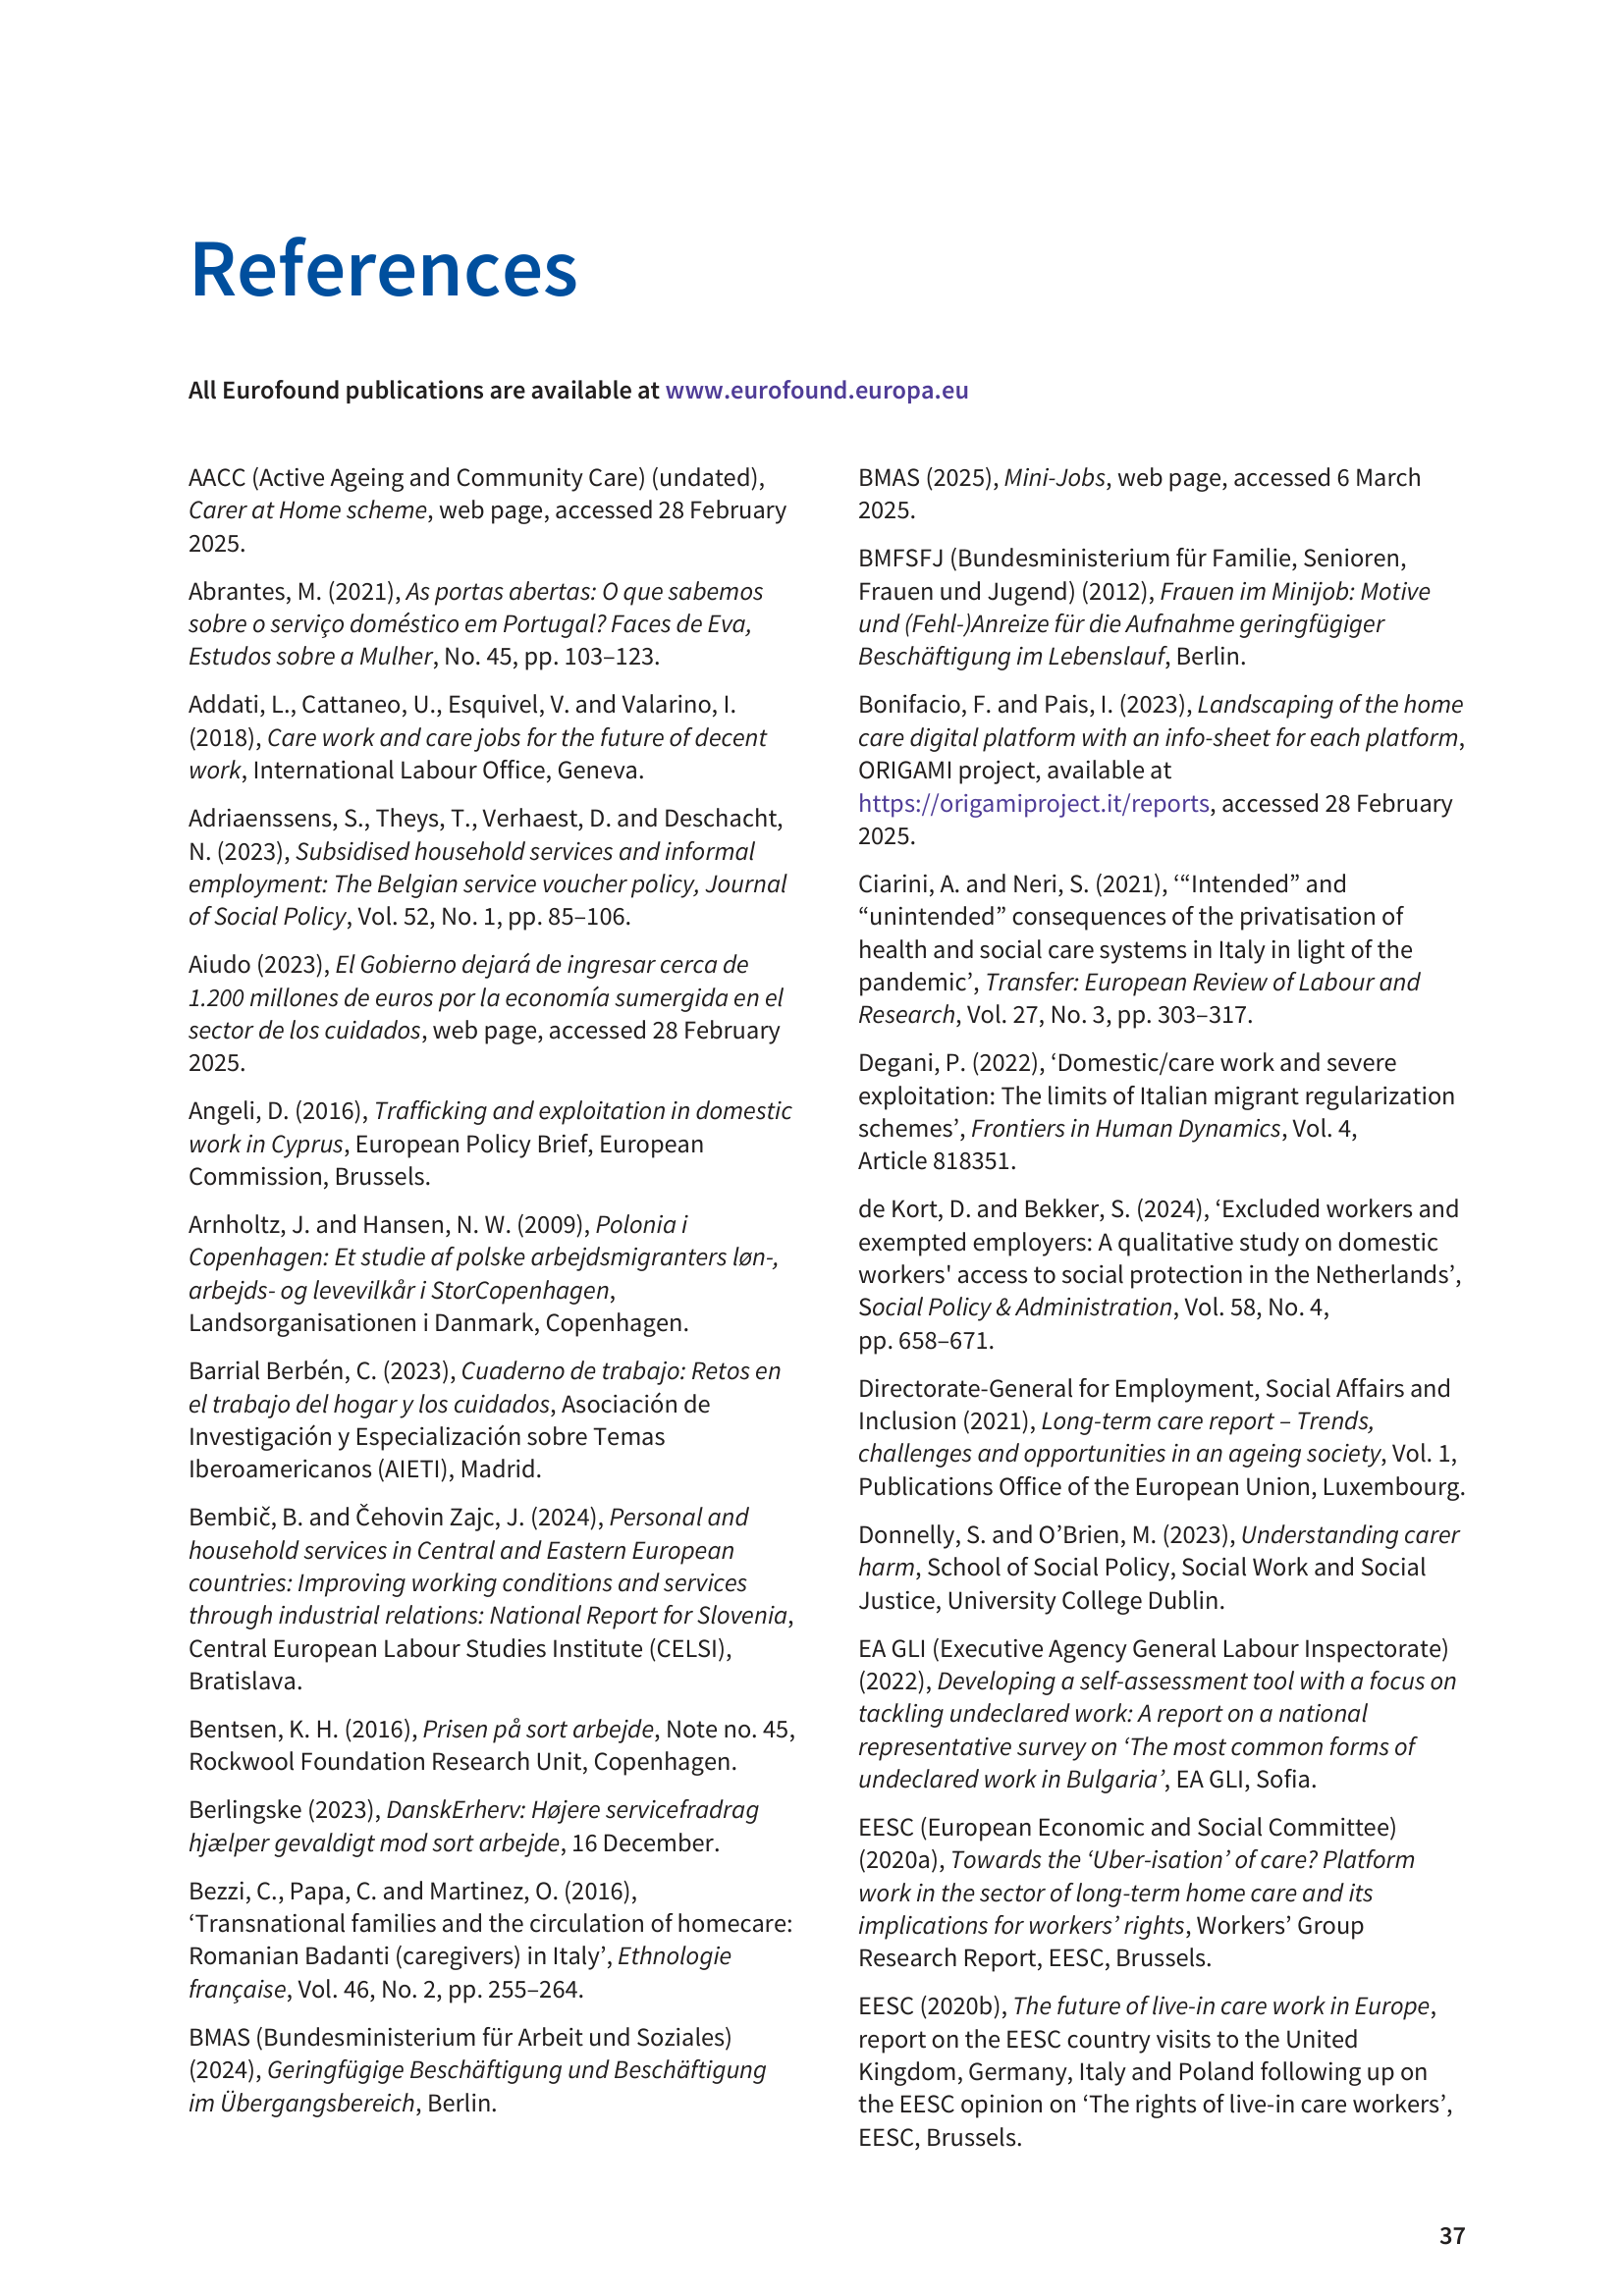 References
All Eurofound publications are available at www.eurofound.europa.eu
AACC (Active Ageing and Community Care) (undated),
Carer at Home scheme, web page, accessed 28 February
2025.
Abrantes, M. (2021), As portas abertas: O que sabemos
sobre o serviço doméstico em Portugal? Faces de Eva,
Estudos sobre a Mulher, No. 45, pp. 103–123.
Addati, L., Cattaneo, U., Esquivel, V. and Valarino, I.
(2018), Care work and care jobs for the future of decent
work, International Labour Office, Geneva.
Adriaenssens, S., Theys, T., Verhaest, D. and Deschacht,
N. (2023), Subsidised household services and informal
employment: The Belgian service voucher policy, Journal
of Social Policy, Vol. 52, No. 1, pp. 85–106.
Aiudo (2023), El Gobierno dejará de ingresar cerca de
1.200 millones de euros por la economía sumergida en el
sector de los cuidados, web page, accessed 28 February
2025.
Angeli, D. (2016), Trafficking and exploitation in domestic
work in Cyprus, European Policy Brief, European
Commission, Brussels.
Arnholtz, J. and Hansen, N. W. (2009), Polonia i
Copenhagen: Et studie af polske arbejdsmigranters løn-,
arbejds- og levevilkår i StorCopenhagen,
Landsorganisationen i Danmark, Copenhagen.
Barrial Berbén, C. (2023), Cuaderno de trabajo: Retos en
el trabajo del hogar y los cuidados, Asociación de
Investigación y Especialización sobre Temas
Iberoamericanos (AIETI), Madrid.
Bembič, B. and Čehovin Zajc, J. (2024), Personal and
household services in Central and Eastern European
countries: Improving working conditions and services
through industrial relations: National Report for Slovenia,
Central European Labour Studies Institute (CELSI),
Bratislava.
Bentsen, K. H. (2016), Prisen på sort arbejde, Note no. 45,
Rockwool Foundation Research Unit, Copenhagen.
Berlingske (2023), DanskErherv: Højere servicefradrag
hjælper gevaldigt mod sort arbejde, 16 December.
Bezzi, C., Papa, C. and Martinez, O. (2016),
‘Transnational families and the circulation of homecare:
Romanian Badanti (caregivers) in Italy’, Ethnologie
française, Vol. 46, No. 2, pp. 255–264.
BMAS (Bundesministerium für Arbeit und Soziales)
(2024), Geringfügige Beschäftigung und Beschäftigung
im Übergangsbereich, Berlin.
BMAS (2025), Mini-Jobs, web page, accessed 6 March
2025.
BMFSFJ (Bundesministerium für Familie, Senioren,
Frauen und Jugend) (2012), Frauen im Minijob: Motive
und (Fehl-)Anreize für die Aufnahme geringfügiger
Beschäftigung im Lebenslauf, Berlin.
Bonifacio, F. and Pais, I. (2023), Landscaping of the home
care digital platform with an info-sheet for each platform,
ORIGAMI project, available at
https://origamiproject.it/reports, accessed 28 February
2025.
Ciarini, A. and Neri, S. (2021), ‘“Intended” and
“unintended” consequences of the privatisation of
health and social care systems in Italy in light of the
pandemic’, Transfer: European Review of Labour and
Research, Vol. 27, No. 3, pp. 303–317.
Degani, P. (2022), ‘Domestic/care work and severe
exploitation: The limits of Italian migrant regularization
schemes’, Frontiers in Human Dynamics, Vol. 4,
Article 818351.
de Kort, D. and Bekker, S. (2024), ‘Excluded workers and
exempted employers: A qualitative study on domestic
workers' access to social protection in the Netherlands’,
Social Policy & Administration, Vol. 58, No. 4,
pp. 658–671.
Directorate-General for Employment, Social Affairs and
Inclusion (2021), Long-term care report – Trends,
challenges and opportunities in an ageing society, Vol. 1,
Publications Office of the European Union, Luxembourg.
Donnelly, S. and O’Brien, M. (2023), Understanding carer
harm, School of Social Policy, Social Work and Social
Justice, University College Dublin.
EA GLI (Executive Agency General Labour Inspectorate)
(2022), Developing a self-assessment tool with a focus on
tackling undeclared work: A report on a national
representative survey on ‘The most common forms of
undeclared work in Bulgaria’, EA GLI, Sofia.
EESC (European Economic and Social Committee)
(2020a), Towards the ‘Uber-isation’ of care? Platform
work in the sector of long-term home care and its
implications for workers’ rights, Workers’ Group
Research Report, EESC, Brussels.
EESC (2020b), The future of live-in care work in Europe,
report on the EESC country visits to the United
Kingdom, Germany, Italy and Poland following up on
the EESC opinion on ‘The rights of live-in care workers’,
EESC, Brussels.
37